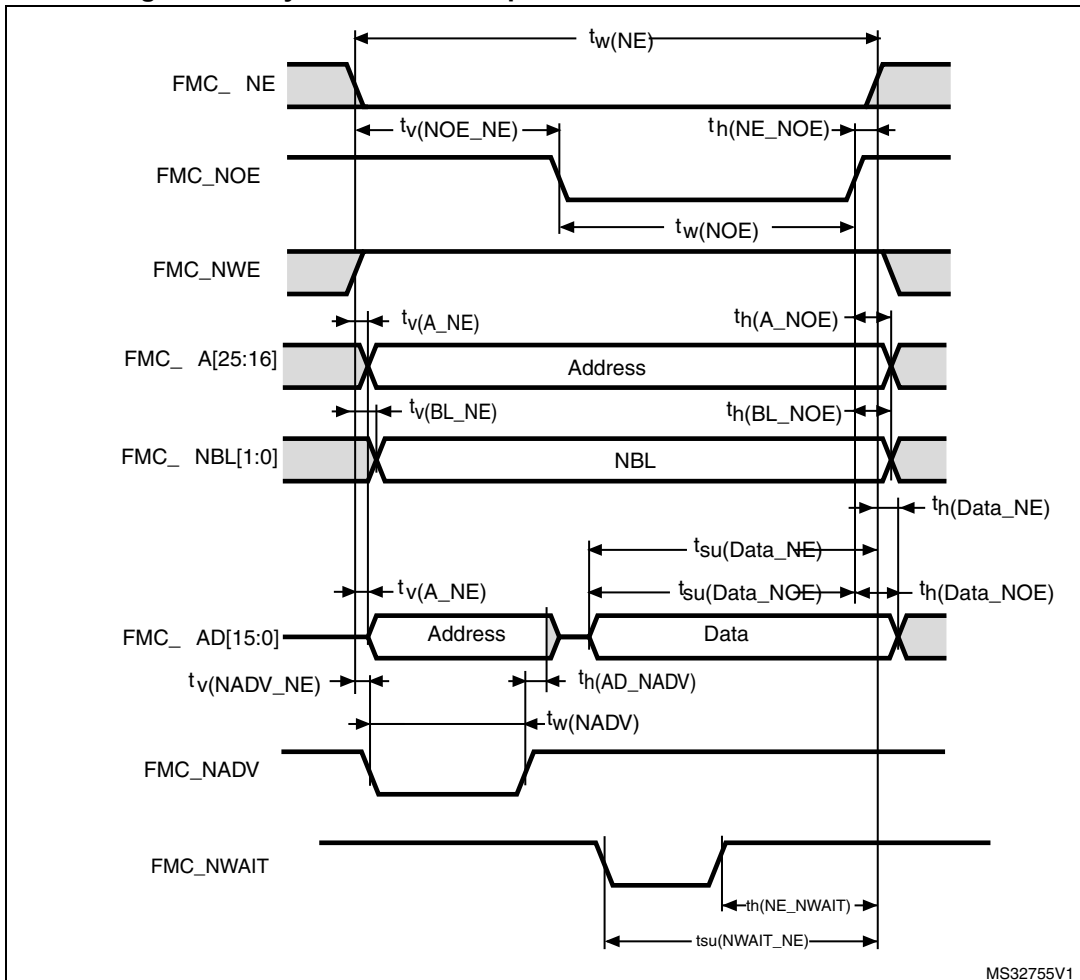 tw(NE)
FMC_ NE
tv(NOE_NE)
th(NE_NOE)
FMC_NOE
tw(NOE)
FMC_NWE
tv(A_NE)
th(A_NOE)
FMC_ A[25:16]
Address
tv(BL_NE)
th(BL_NOE)
FMC_ NBL[1:0]
NBL
th(Data_NE)
tsu(Data_NE)
tv(A_NE)
tsu(Data_NOE)
th(Data_NOE)
FMC_ AD[15:0]
Address
Data
tv(NADV_NE)
th(AD_NADV)
tw(NADV)
FMC_NADV
FMC_NWAIT
th(NE_NWAIT)
tsu(NWAIT_NE)
MS32755V1